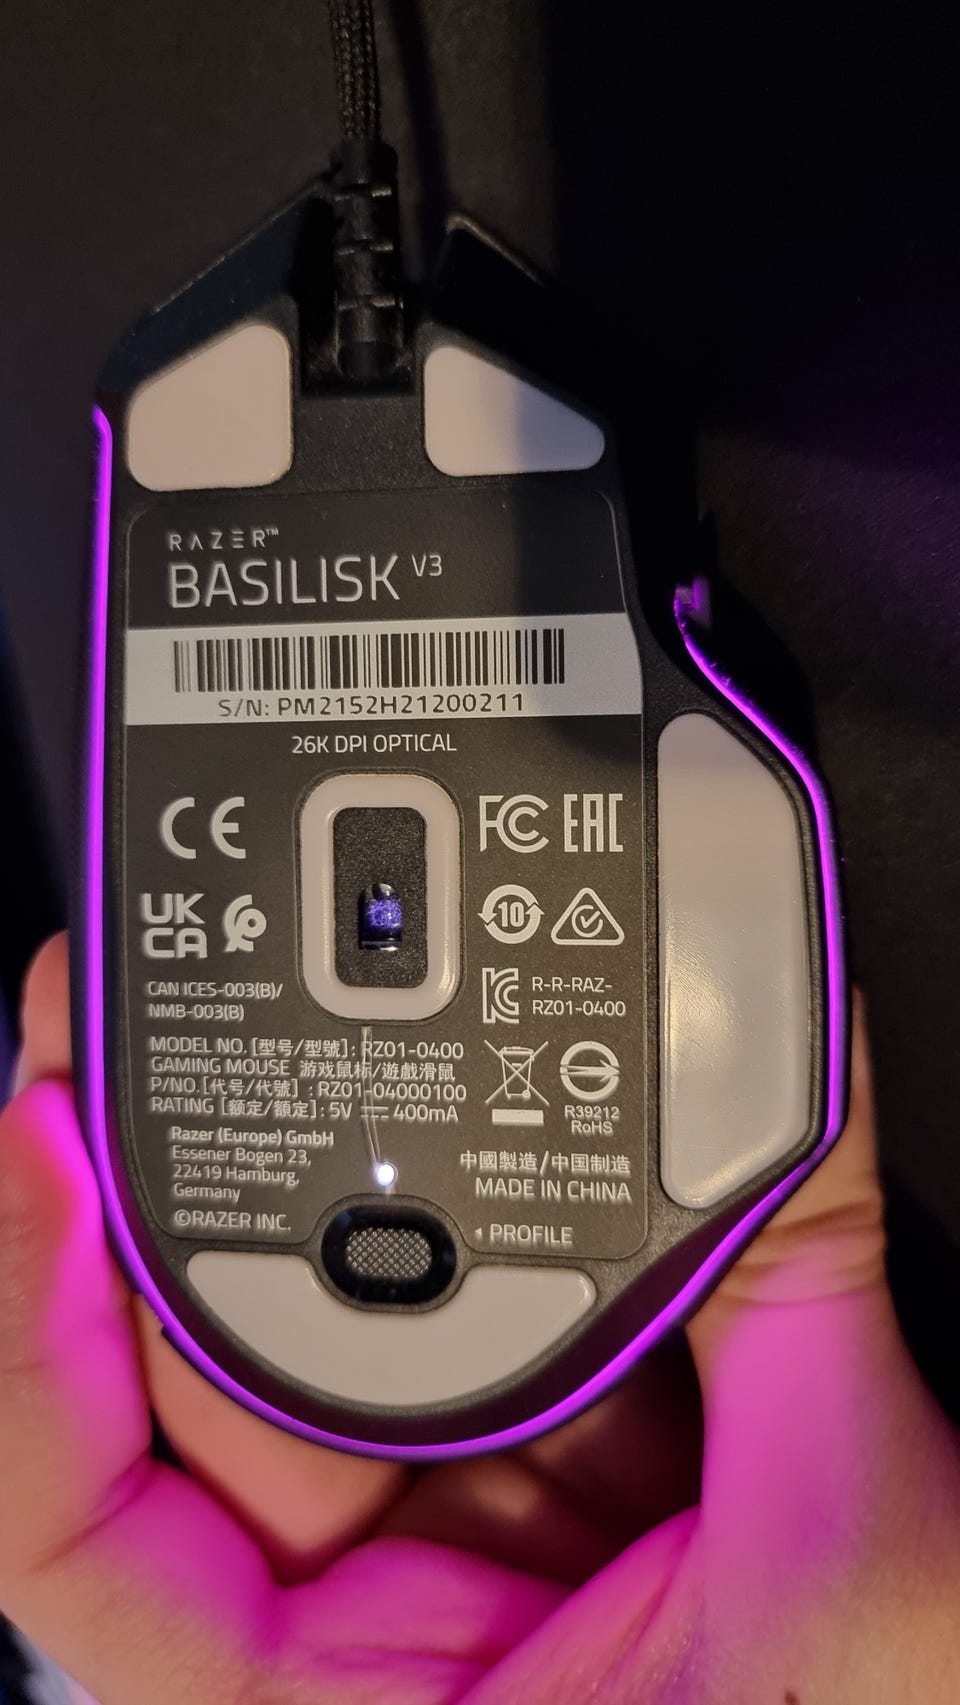 RAZER™
BASILISK V3
S/N: PM2152H21200211
26K DPI OPTICAL
CE
FC EAC
UK
CA
10
CAN ICES-003(B)/
NMB-003(B)
KC
R-R-RAZ-
RZ01-0400
MODEL NO. [型号/型號]: RZ01-0400
GAMING MOUSE 游戏鼠标/遊戲滑鼠
P/NO. [代号/代號] : RZ01-04000100
RATING [额定/額定] : 5V ⎓ 400mA
R39212
RoHS
Razer (Europe) GmbH
Essener Bogen 23,
22419 Hamburg,
Germany
©RAZER INC.
中國製造/中国制造
MADE IN CHINA
◂ PROFILE